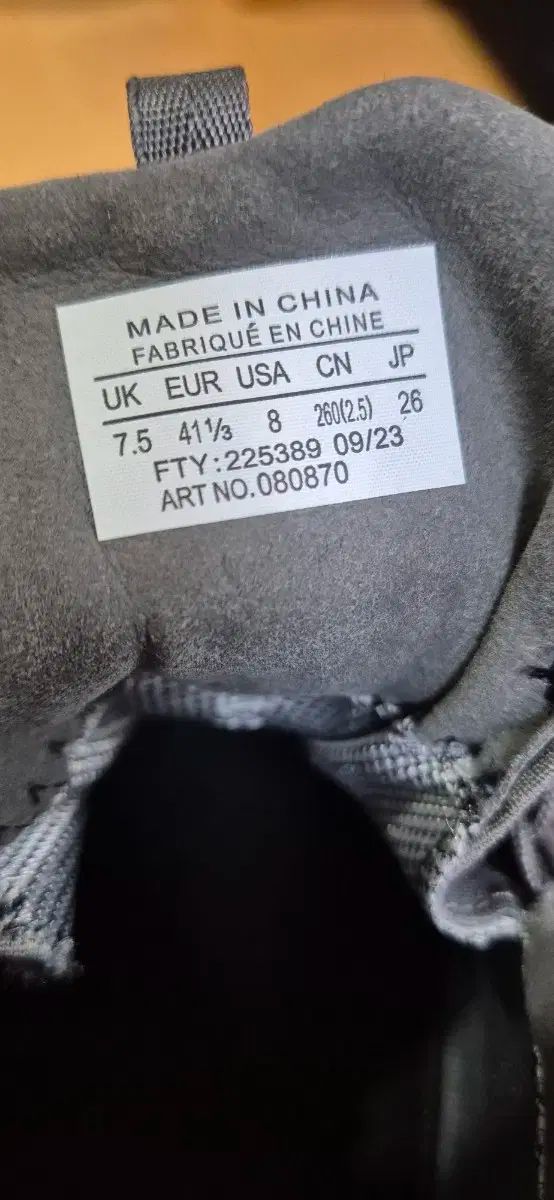 MADE IN CHINA
FABRIQUÉ EN CHINE
UK EUR USA CN JP
7.5 41⅓ 8 260(2.5) 26
FTY:225389 09/23
ART NO.080870